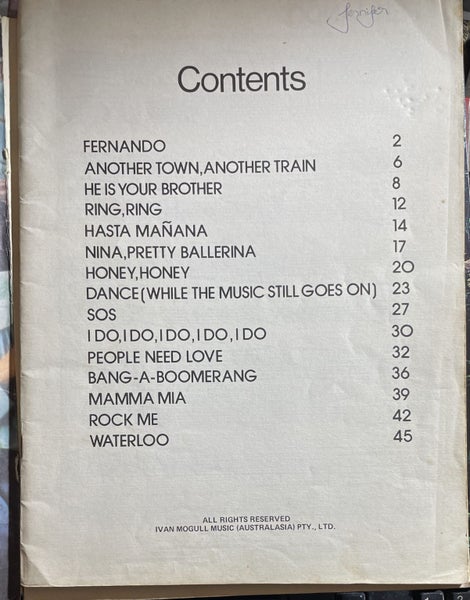 Jennifer
Contents
FERNANDO 2
ANOTHER TOWN,ANOTHER TRAIN 6
HE IS YOUR BROTHER 8
RING,RING 12
HASTA MAÑANA 14
NINA,PRETTY BALLERINA 17
HONEY,HONEY 20
DANCE(WHILE THE MUSIC STILL GOES ON) 23
SOS 27
I DO,I DO,I DO,I DO,I DO 30
PEOPLE NEED LOVE 32
BANG-A-BOOMERANG 36
MAMMA MIA 39
ROCK ME 42
WATERLOO 45
ALL RIGHTS RESERVED
IVAN MOGULL MUSIC (AUSTRALASIA) PTY., LTD.